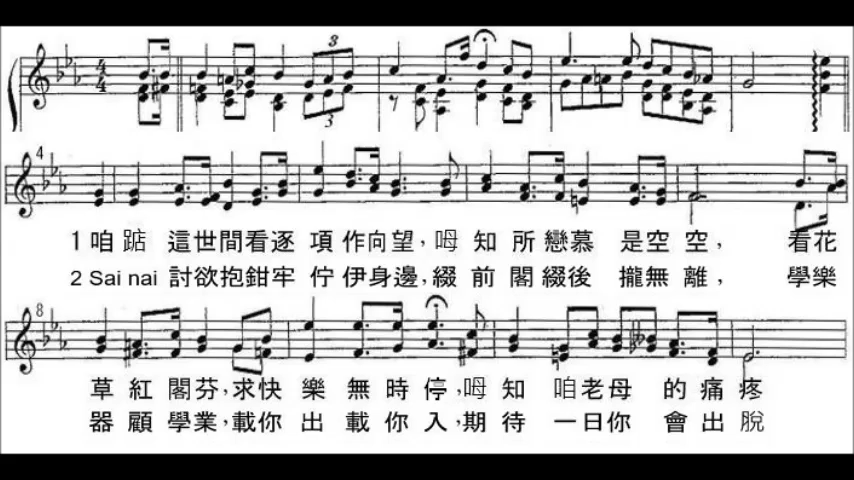 1咱踮 這世間看逐 項作向望,呣知所戀慕 是空空, 看花
2 Sai nai 討欲抱鉗牢 佇伊身邊,綴前閣綴後 攏無離, 學樂
草紅閣芬,求快樂無時停,呣知 咱老母 的痛疼
器顧學業,載你出載你入,期待 一日你 會出脫